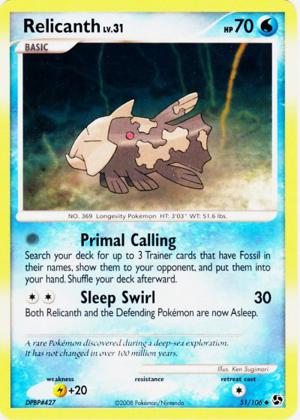 Relicanth LV.31 HP 70
BASIC
NO. 369 Longevity Pokémon HT: 3'03" WT: 51.6 lbs.
Primal Calling
Search your deck for up to 3 Trainer cards that have Fossil in
their names, show them to your opponent, and put them into
your hand. Shuffle your deck afterward.
Sleep Swirl 30
Both Relicanth and the Defending Pokémon are now Asleep.
A rare Pokémon discovered during a deep-sea exploration.
It has not changed in over 100 million years.
Illus. Ken Sugimori
weakness resistance retreat cost
+20
DPBP#427 ©2008 Pokémon/Nintendo 51/106